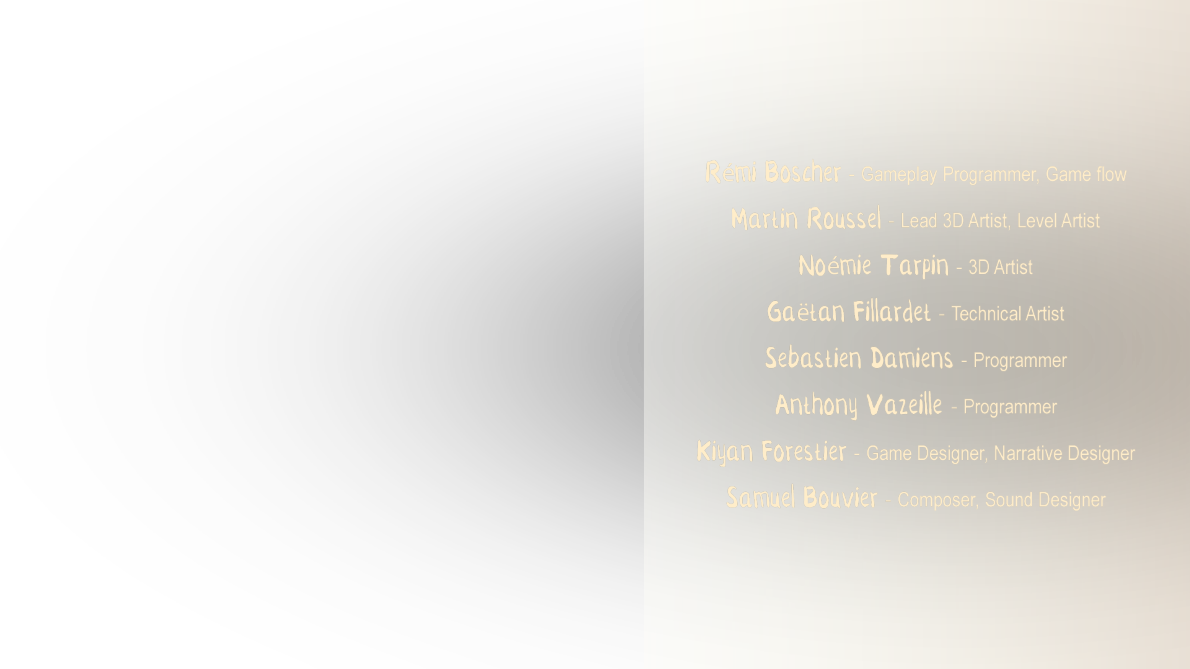 Rémi Boscher - Gameplay Programmer, Game flow
Martin Roussel - Lead 3D Artist, Level Artist
Noémie Tarpin - 3D Artist
Gaëtan Fillardet - Technical Artist
Sebastien Damiens - Programmer
Anthony Vazeille - Programmer
Kiyan Forestier - Game Designer, Narrative Designer
Samuel Bouvier - Composer, Sound Designer